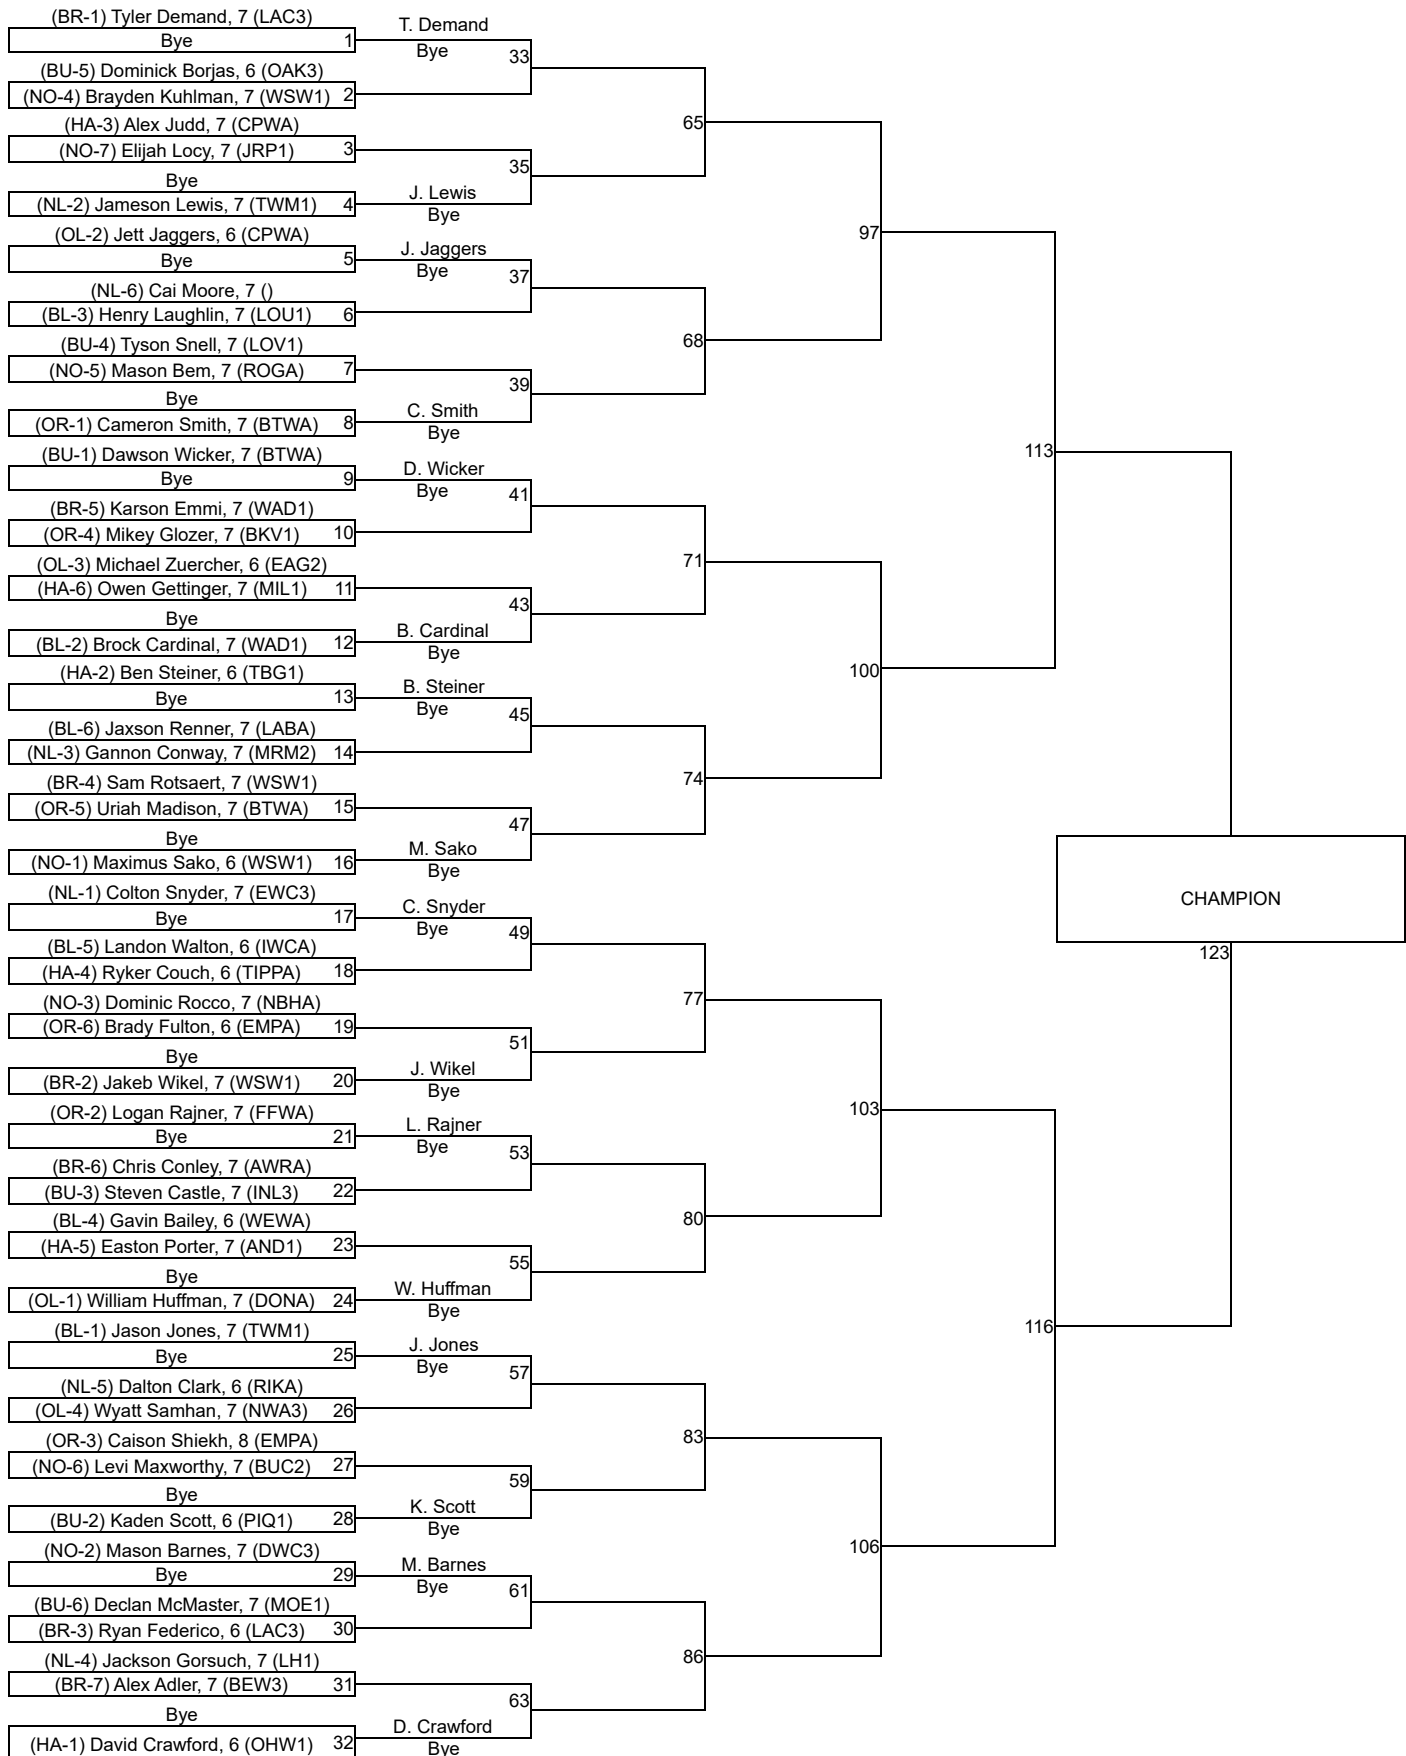 (BR-1) Tyler Demand, 7 (LAC3)
Bye 1
T. Demand
Bye
33
(BU-5) Dominick Borjas, 6 (OAK3)
(NO-4) Brayden Kuhlman, 7 (WSW1) 2
65
(HA-3) Alex Judd, 7 (CPWA)
(NO-7) Elijah Locy, 7 (JRP1) 3
35
Bye
(NL-2) Jameson Lewis, 7 (TWM1) 4
J. Lewis
Bye
97
(OL-2) Jett Jaggers, 6 (CPWA)
Bye 5
J. Jaggers
Bye
37
(NL-6) Cai Moore, 7 ()
(BL-3) Henry Laughlin, 7 (LOU1) 6
68
(BU-4) Tyson Snell, 7 (LOV1)
(NO-5) Mason Bem, 7 (ROGA) 7
39
Bye
(OR-1) Cameron Smith, 7 (BTWA) 8
C. Smith
Bye
113
(BU-1) Dawson Wicker, 7 (BTWA)
Bye 9
D. Wicker
Bye
41
(BR-5) Karson Emmi, 7 (WAD1)
(OR-4) Mikey Glozer, 7 (BKV1) 10
71
(OL-3) Michael Zuercher, 6 (EAG2)
(HA-6) Owen Gettinger, 7 (MIL1) 11
43
Bye
(BL-2) Brock Cardinal, 7 (WAD1) 12
B. Cardinal
Bye
100
(HA-2) Ben Steiner, 6 (TBG1)
Bye 13
B. Steiner
Bye
45
(BL-6) Jaxson Renner, 7 (LABA)
(NL-3) Gannon Conway, 7 (MRM2) 14
74
(BR-4) Sam Rotsaert, 7 (WSW1)
(OR-5) Uriah Madison, 7 (BTWA) 15
47
Bye
(NO-1) Maximus Sako, 6 (WSW1) 16
M. Sako
Bye
CHAMPION
123
(NL-1) Colton Snyder, 7 (EWC3)
Bye 17
C. Snyder
Bye
49
(BL-5) Landon Walton, 6 (IWCA)
(HA-4) Ryker Couch, 6 (TIPPA) 18
77
(NO-3) Dominic Rocco, 7 (NBHA)
(OR-6) Brady Fulton, 6 (EMPA) 19
51
Bye
(BR-2) Jakeb Wikel, 7 (WSW1) 20
J. Wikel
Bye
103
(OR-2) Logan Rajner, 7 (FFWA)
Bye 21
L. Rajner
Bye
53
(BR-6) Chris Conley, 7 (AWRA)
(BU-3) Steven Castle, 7 (INL3) 22
80
(BL-4) Gavin Bailey, 6 (WEWA)
(HA-5) Easton Porter, 7 (AND1) 23
55
Bye
(OL-1) William Huffman, 7 (DONA) 24
W. Huffman
Bye
116
(BL-1) Jason Jones, 7 (TWM1)
Bye 25
J. Jones
Bye
57
(NL-5) Dalton Clark, 6 (RIKA)
(OL-4) Wyatt Samhan, 7 (NWA3) 26
83
(OR-3) Caison Shiekh, 8 (EMPA)
(NO-6) Levi Maxworthy, 7 (BUC2) 27
59
Bye
(BU-2) Kaden Scott, 6 (PIQ1) 28
K. Scott
Bye
106
(NO-2) Mason Barnes, 7 (DWC3)
Bye 29
M. Barnes
Bye
61
(BU-6) Declan McMaster, 7 (MOE1)
(BR-3) Ryan Federico, 6 (LAC3) 30
86
(NL-4) Jackson Gorsuch, 7 (LH1)
(BR-7) Alex Adler, 7 (BEW3) 31
63
Bye
(HA-1) David Crawford, 6 (OHW1) 32
D. Crawford
Bye